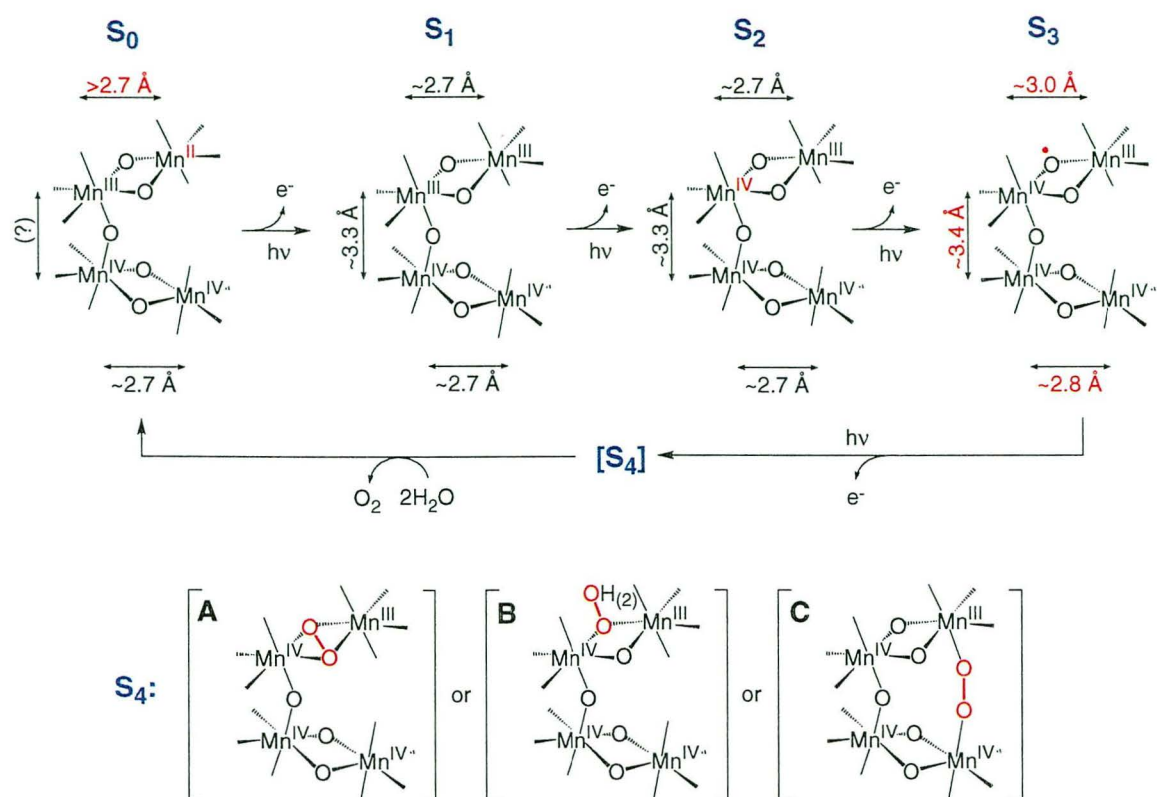 S0 S1 S2 S3
>2.7 Å ~2.7 Å ~2.7 Å ~3.0 Å
O MnII O MnIII O MnIII O• MnIII
MnIII O MnIII O MnIV O MnIV O
e- e- e-
(?) ~3.3 Å ~3.3 Å ~3.4 Å
O O O O
hν hν hν
MnIV O MnIV O MnIV O MnIV O
O MnIV" O MnIV" O MnIV" O MnIV"
~2.7 Å ~2.7 Å ~2.7 Å ~2.8 Å
hν
[S4]
O2 2H2O e-
A B OH(2) C
O MnIII O MnIII O MnIII
MnIV O MnIV O MnIV O
S4: O or O or O O
O
MnIV O MnIV O MnIV O
O MnIV" O MnIV" O MnIV"